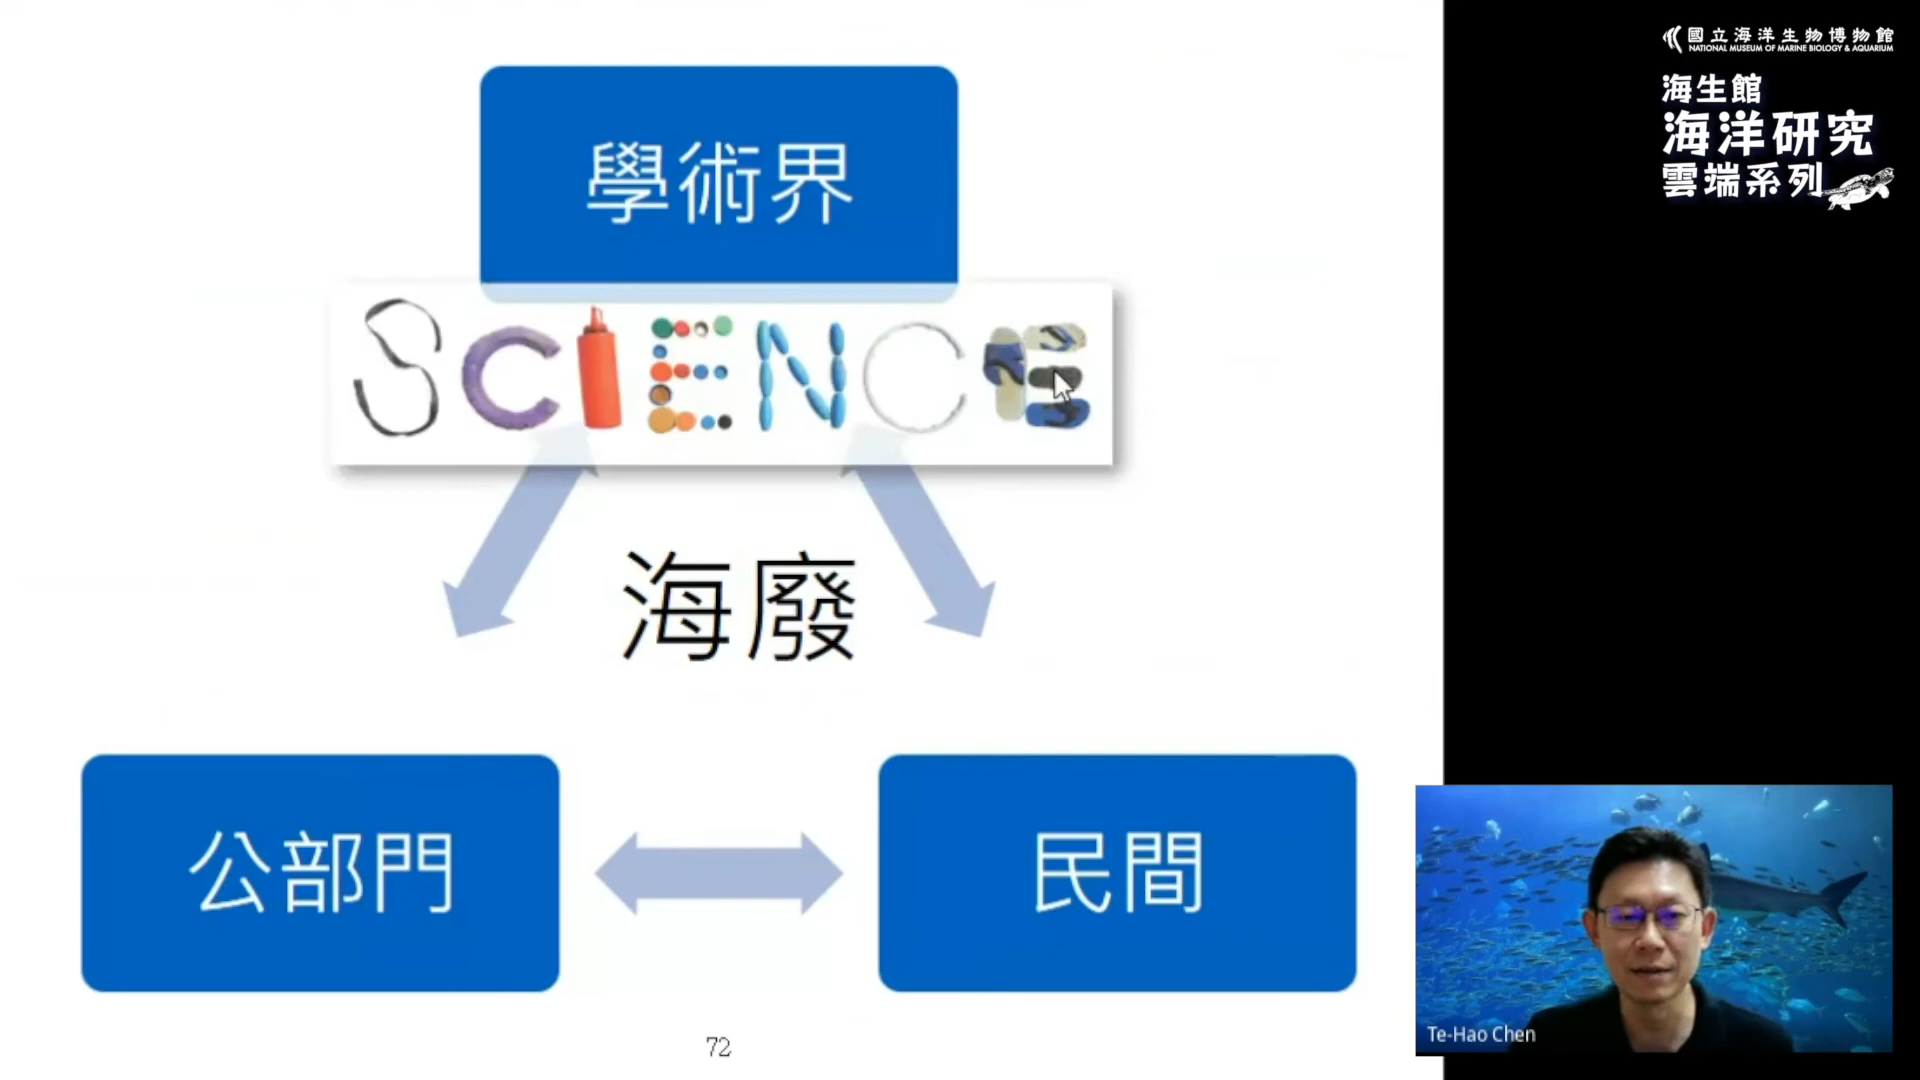 學術界
SCIENCE
海廢
公部門
民間
72
國立海洋生物博物館
NATIONAL MUSEUM OF MARINE BIOLOGY & AQUARIUM
海生館
海洋研究
雲端系列
Te-Hao Chen